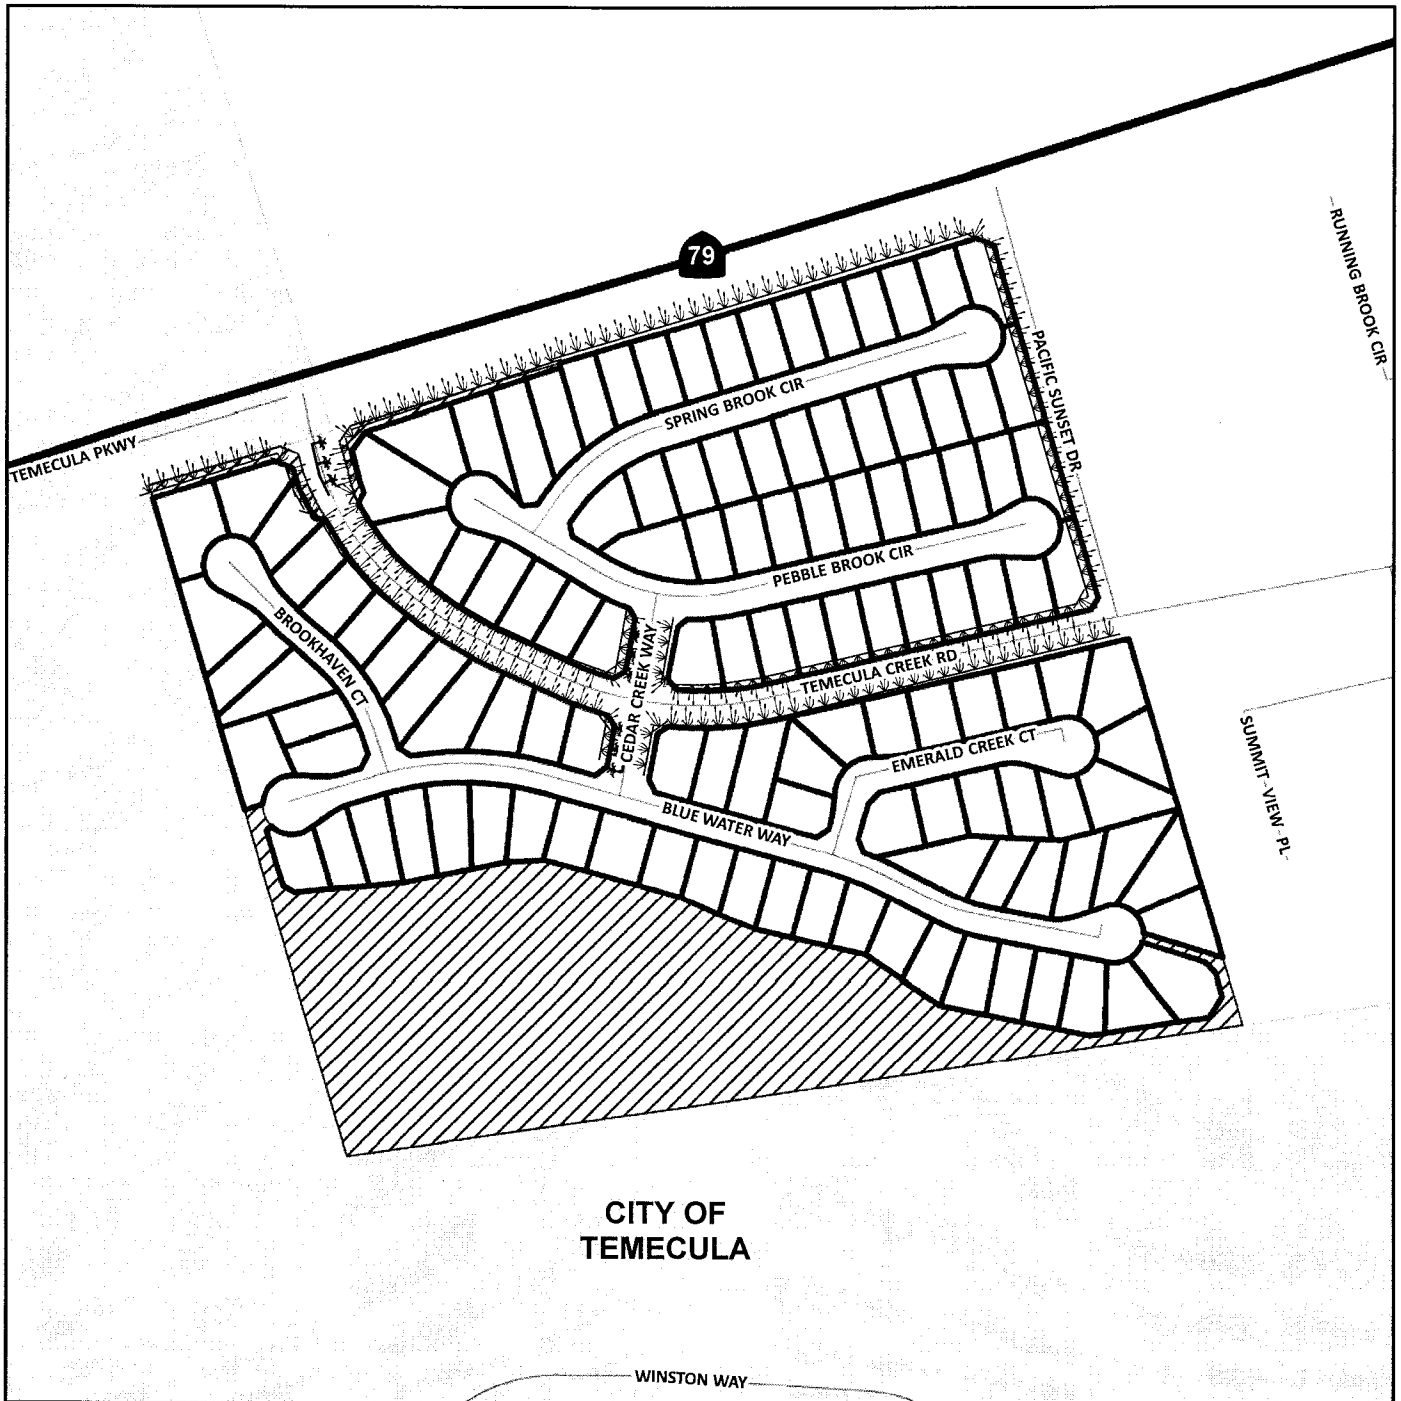 79
RUNNING BROOK CIR
PACIFIC SUNSET DR
SPRING BROOK CIR
TEMECULA PKWY
PEBBLE BROOK CIR
BROOKHAVEN CT
CEDAR CREEK WAY
TEMECULA CREEK RD
EMERALD CREEK CT
SUMMIT VIEW PL
BLUE WATER WAY
CITY OF
TEMECULA
WINSTON WAY